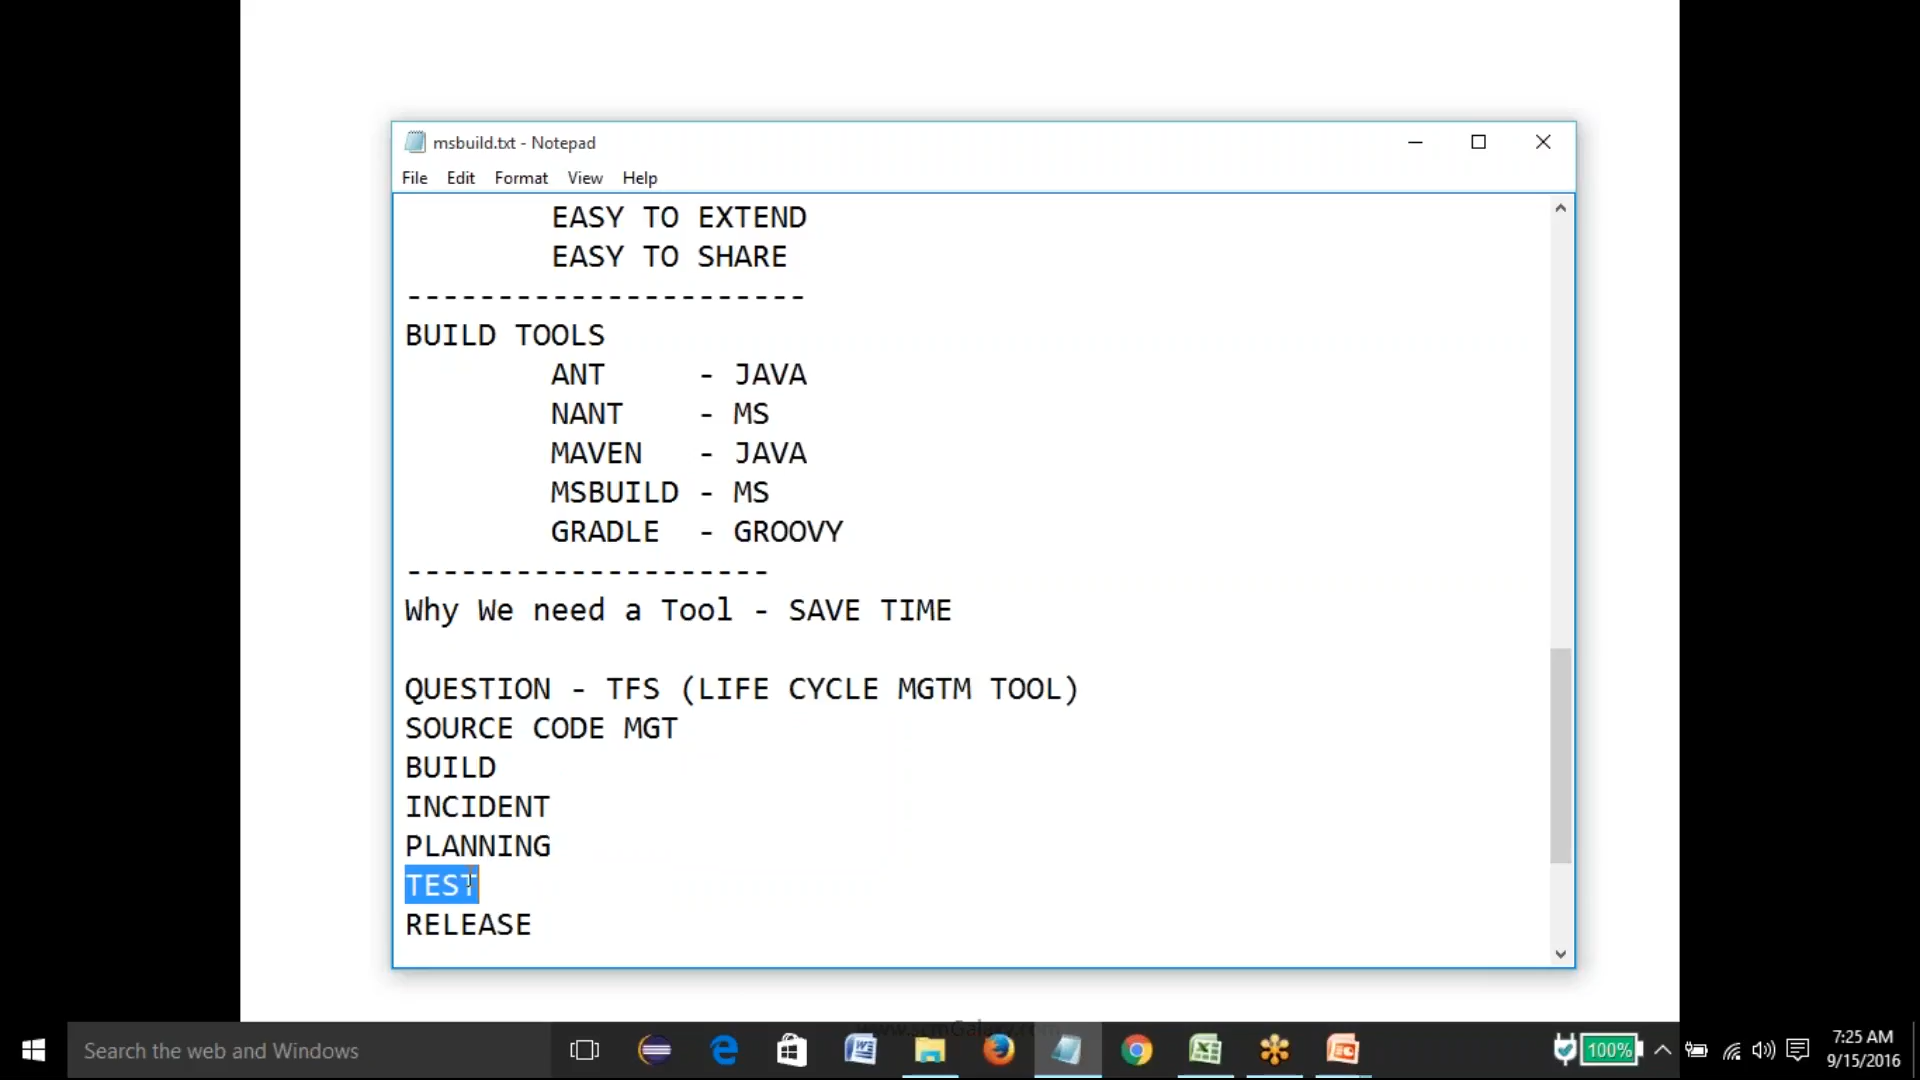 msbuild.txt - Notepad
File Edit Format View Help
EASY TO EXTEND
EASY TO SHARE
----------------------
BUILD TOOLS
ANT - JAVA
NANT - MS
MAVEN - JAVA
MSBUILD - MS
GRADLE - GROOVY
--------------------
Why We need a Tool - SAVE TIME
QUESTION - TFS (LIFE CYCLE MGTM TOOL)
SOURCE CODE MGT
BUILD
INCIDENT
PLANNING
TEST
RELEASE
Search the web and Windows
100%
7:25 AM
9/15/2016